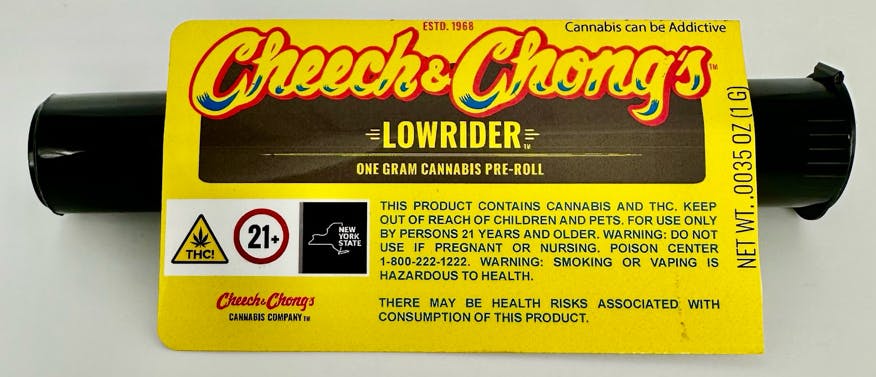 ESTD. 1968
Cannabis can be Addictive
Cheech & Chong's™
LOWRIDER™
ONE GRAM CANNABIS PRE-ROLL
NET WT. .0035 OZ (1 G)
THC!
21+
NEW
YORK
STATE
THIS PRODUCT CONTAINS CANNABIS AND THC. KEEP
OUT OF REACH OF CHILDREN AND PETS. FOR USE ONLY
BY PERSONS 21 YEARS AND OLDER. WARNING: DO NOT
USE IF PREGNANT OR NURSING. POISON CENTER
1-800-222-1222. WARNING: SMOKING OR VAPING IS
HAZARDOUS TO HEALTH.
Cheech & Chong's
CANNABIS COMPANY™
THERE MAY BE HEALTH RISKS ASSOCIATED WITH
CONSUMPTION OF THIS PRODUCT.